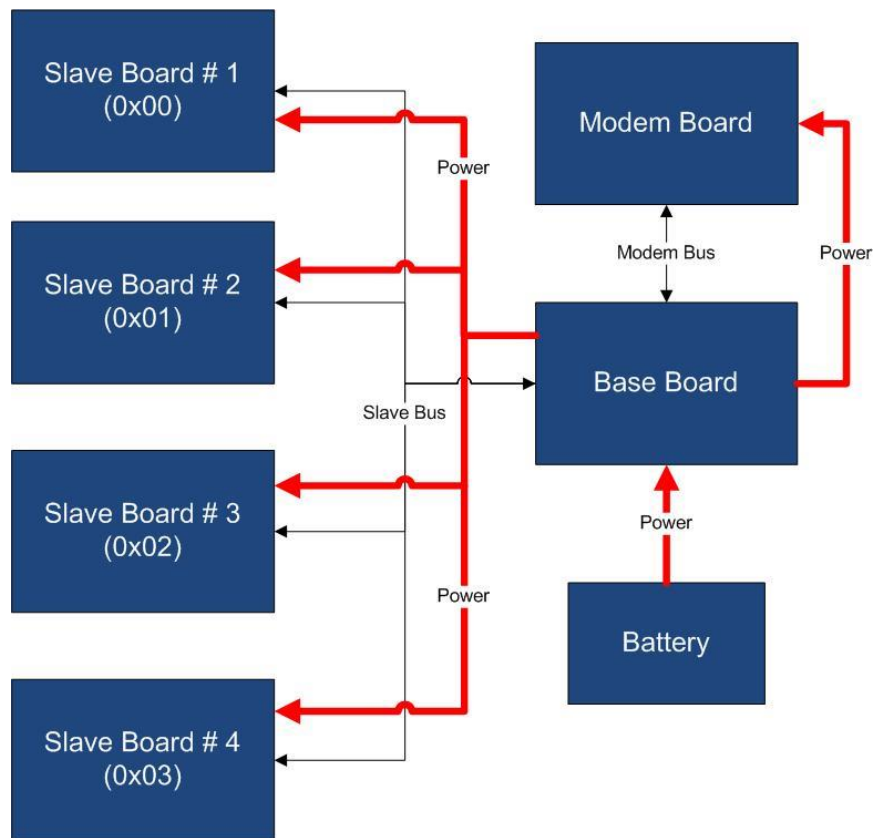 Slave Board # 1
(0x00)
Modem Board
Power
Slave Board # 2
(0x01)
Modem Bus
Power
Base Board
Slave Bus
Slave Board # 3
(0x02)
Power
Power
Battery
Slave Board # 4
(0x03)